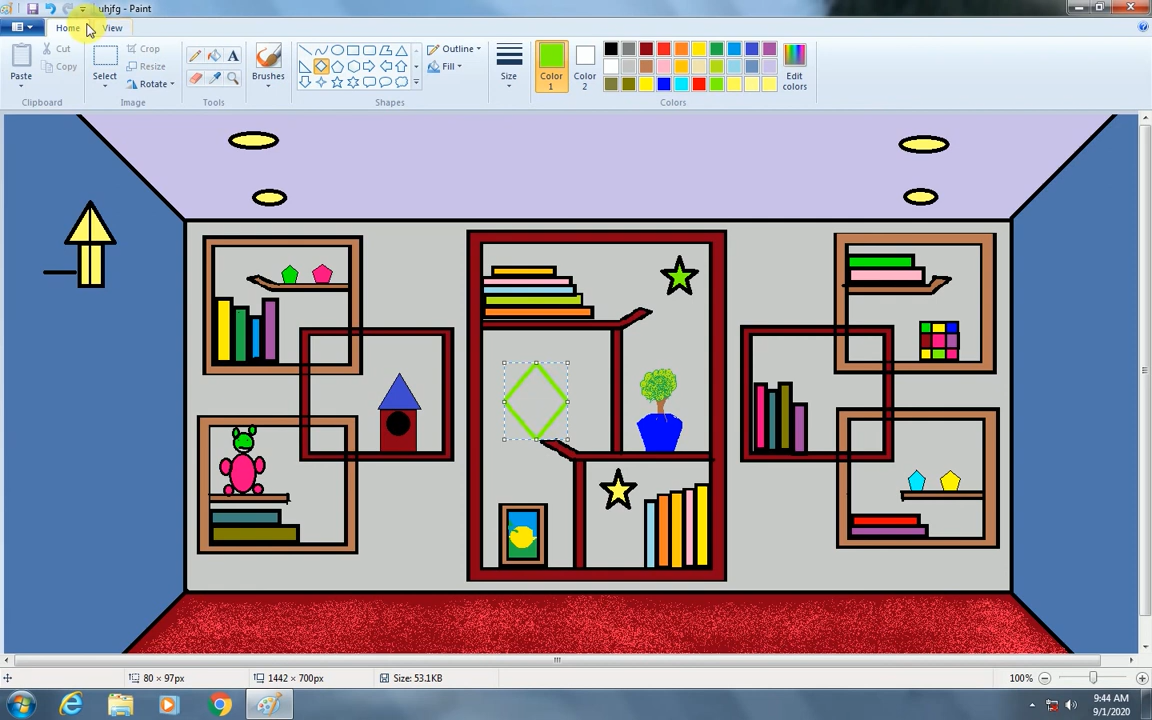 uhjfg - Paint
Home View
Paste
Cut
Copy
Clipboard
Select
Crop
Resize
Rotate
Image
A
Tools
Brushes
Outline
Fill
Shapes
Size
Color 1
Color 2
Edit colors
Colors
80 × 97px
1442 × 700px
Size: 53.1KB
100%
9:44 AM
9/1/2020